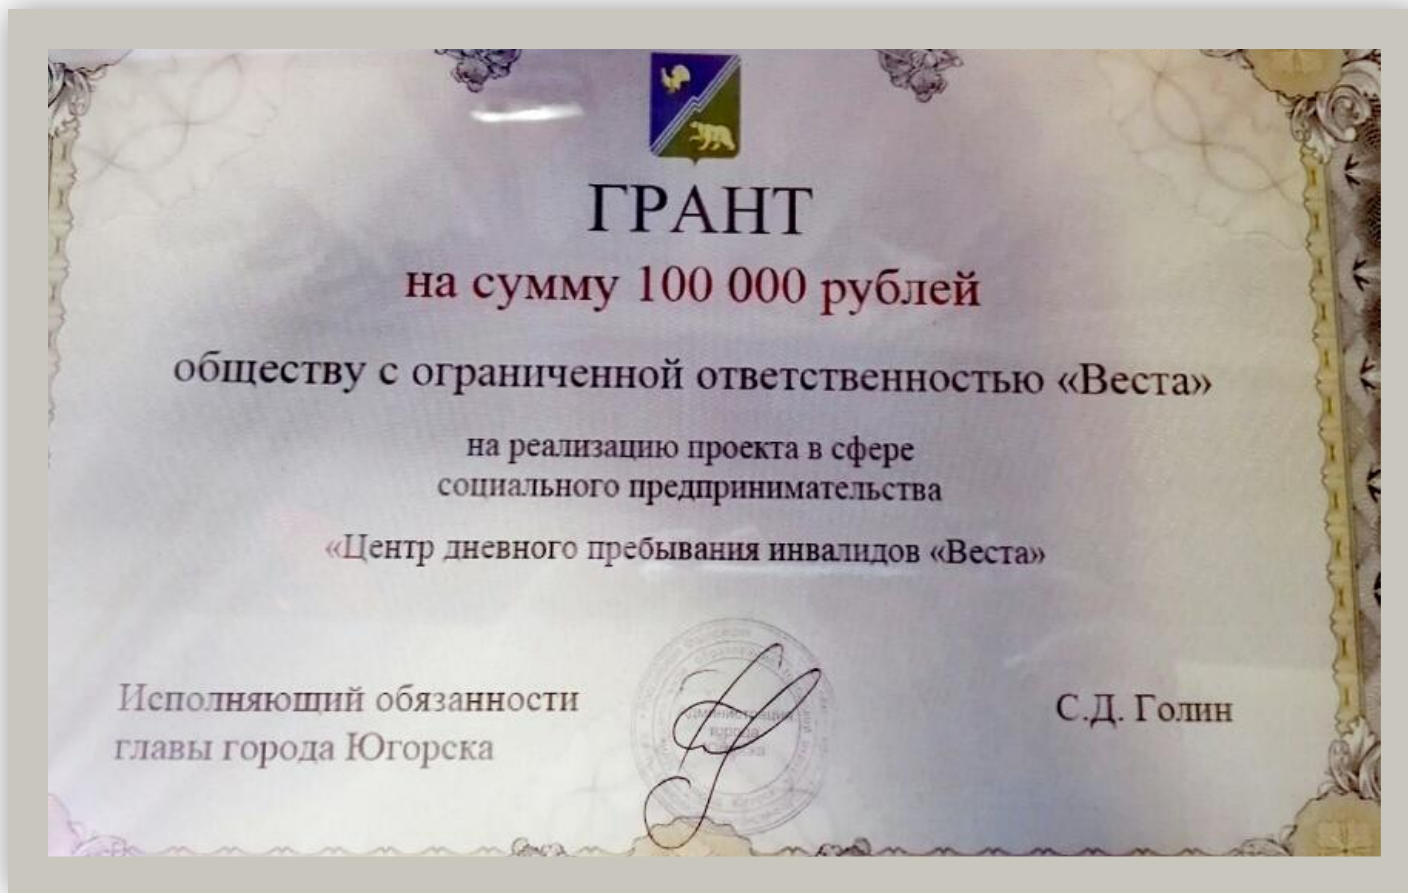 ГРАНТ
на сумму 100 000 рублей
обществу с ограниченной ответственностью «Веста»
на реализацию проекта в сфере
социального предпринимательства
«Центр дневного пребывания инвалидов «Веста»
Исполняющий обязанности
главы города Югорска
С.Д. Голин